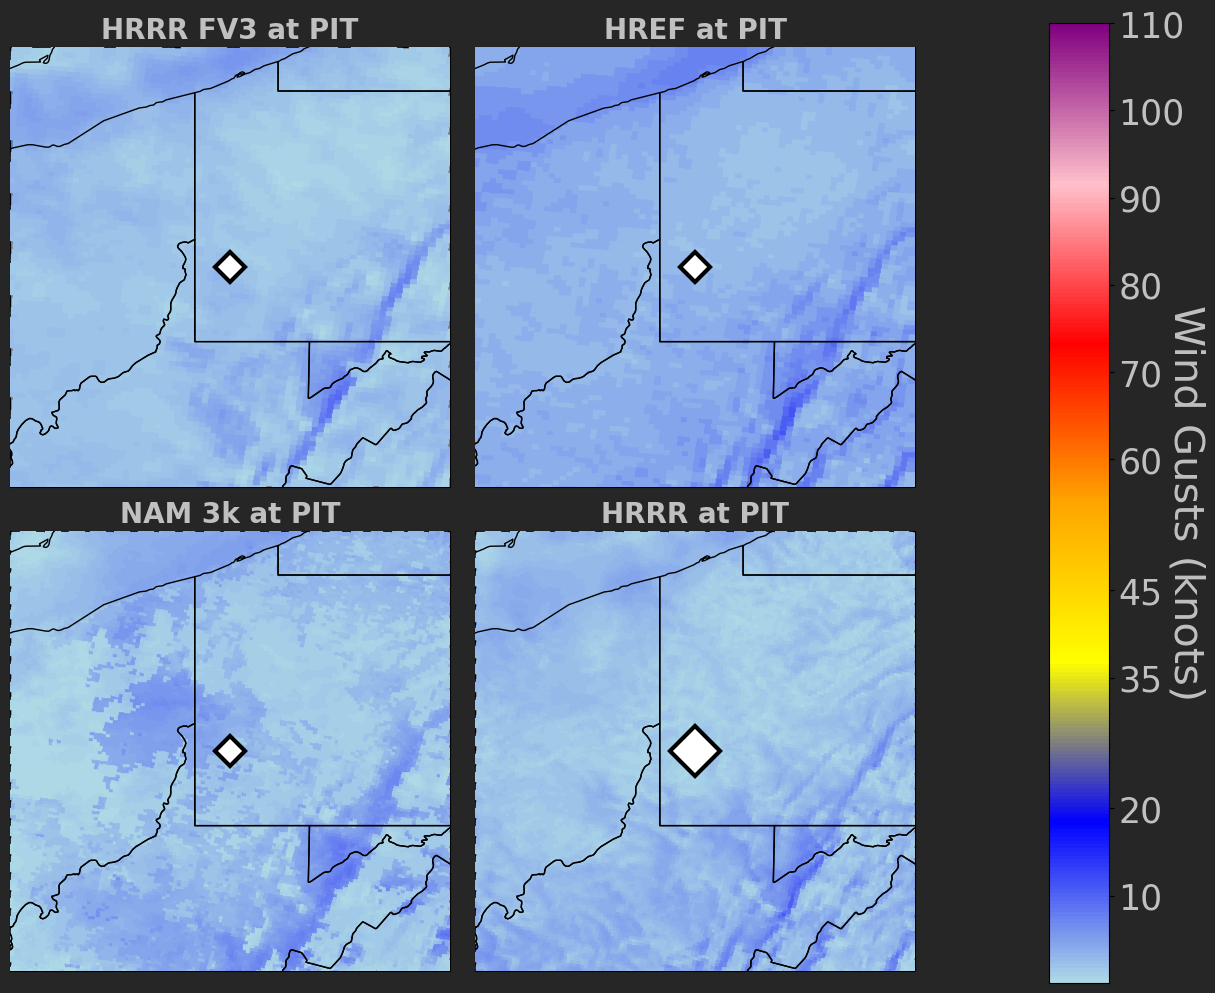 HRRR FV3 at PIT
HREF at PIT
NAM 3k at PIT
HRRR at PIT
110
100
90
80
70
60
45
35
20
10
Wind Gusts (knots)